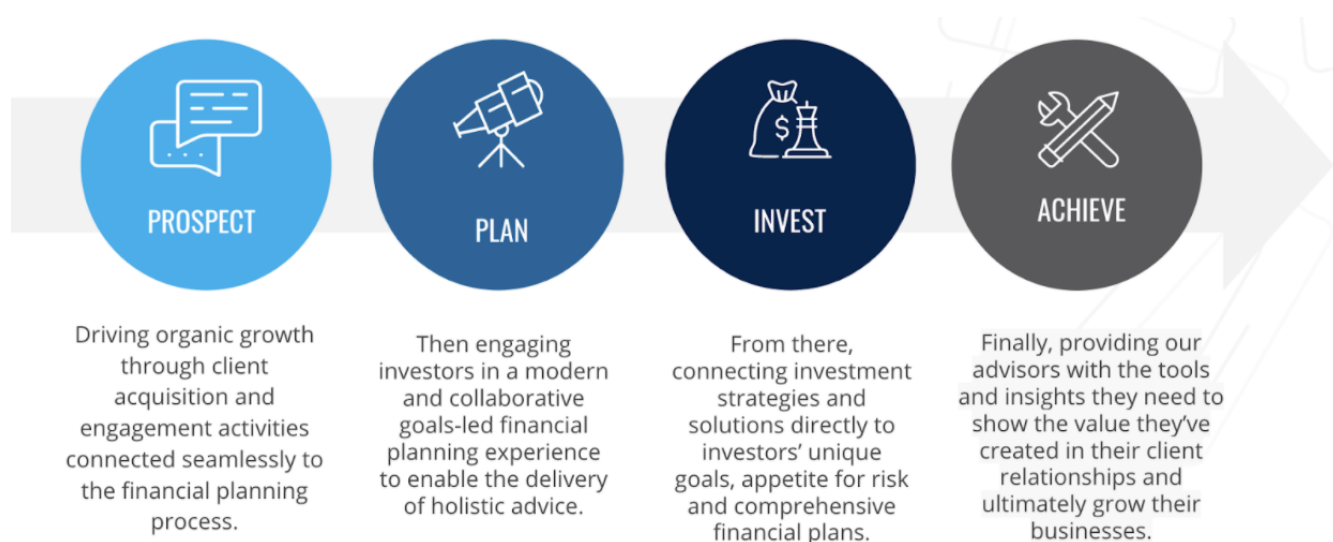 PROSPECT
Driving organic growth
through client
acquisition and
engagement activities
connected seamlessly to
the financial planning
process.
PLAN
Then engaging
investors in a modern
and collaborative
goals-led financial
planning experience
to enable the delivery
of holistic advice.
$
INVEST
From there,
connecting investment
strategies and
solutions directly to
investors’ unique
goals, appetite for risk
and comprehensive
financial plans.
ACHIEVE
Finally, providing our
advisors with the tools
and insights they need to
show the value they’ve
created in their client
relationships and
ultimately grow their
businesses.